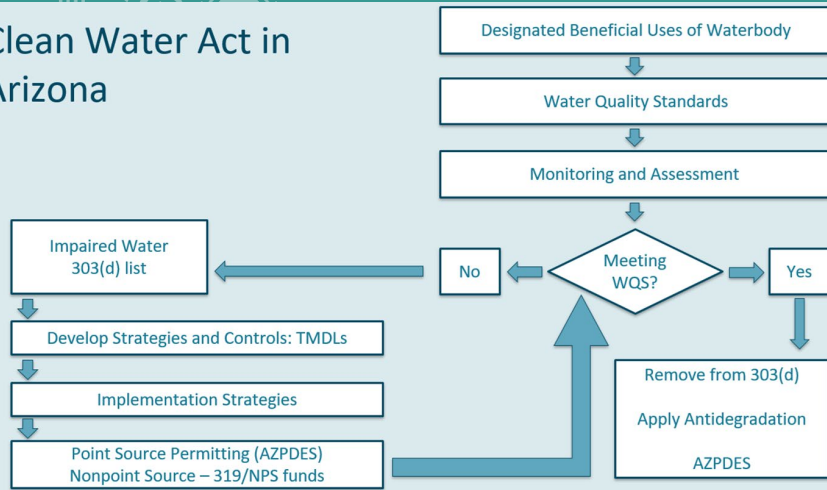 Clean Water Act in
Arizona
Designated Beneficial Uses of Waterbody
Water Quality Standards
Monitoring and Assessment
Meeting
WQS?
No
Yes
Impaired Water
303(d) list
Develop Strategies and Controls: TMDLs
Implementation Strategies
Point Source Permitting (AZPDES)
Nonpoint Source – 319/NPS funds
Remove from 303(d)
Apply Antidegradation
AZPDES